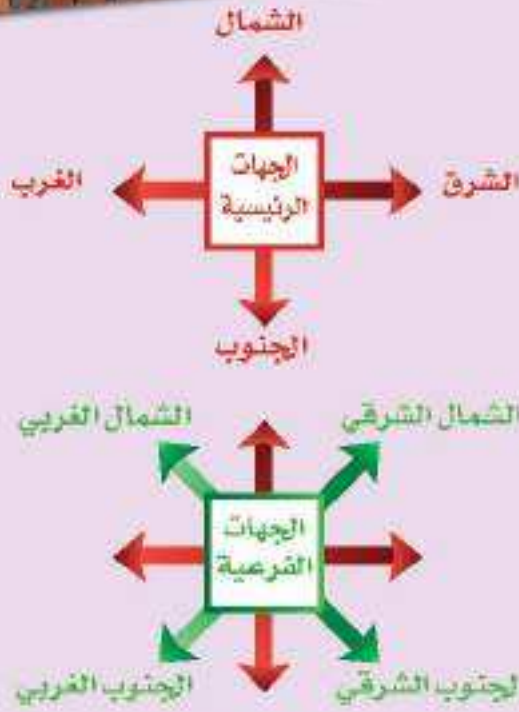 الشمال
الشرق
الجهات
الرئيسية
الغرب
الجنوب
الشمال الشرقي
الشمال الغربي
الجهات
الفرعية
لجنوب الشرقي
الجنوب الغربي